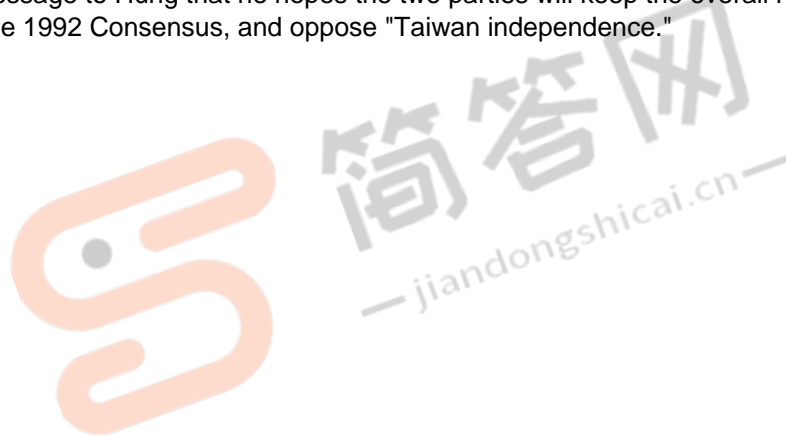 essage to Hung that he hopes the two parties will keep the overall
e 1992 Consensus, and oppose "Taiwan independence."
简答网
jiandongshicai.cn